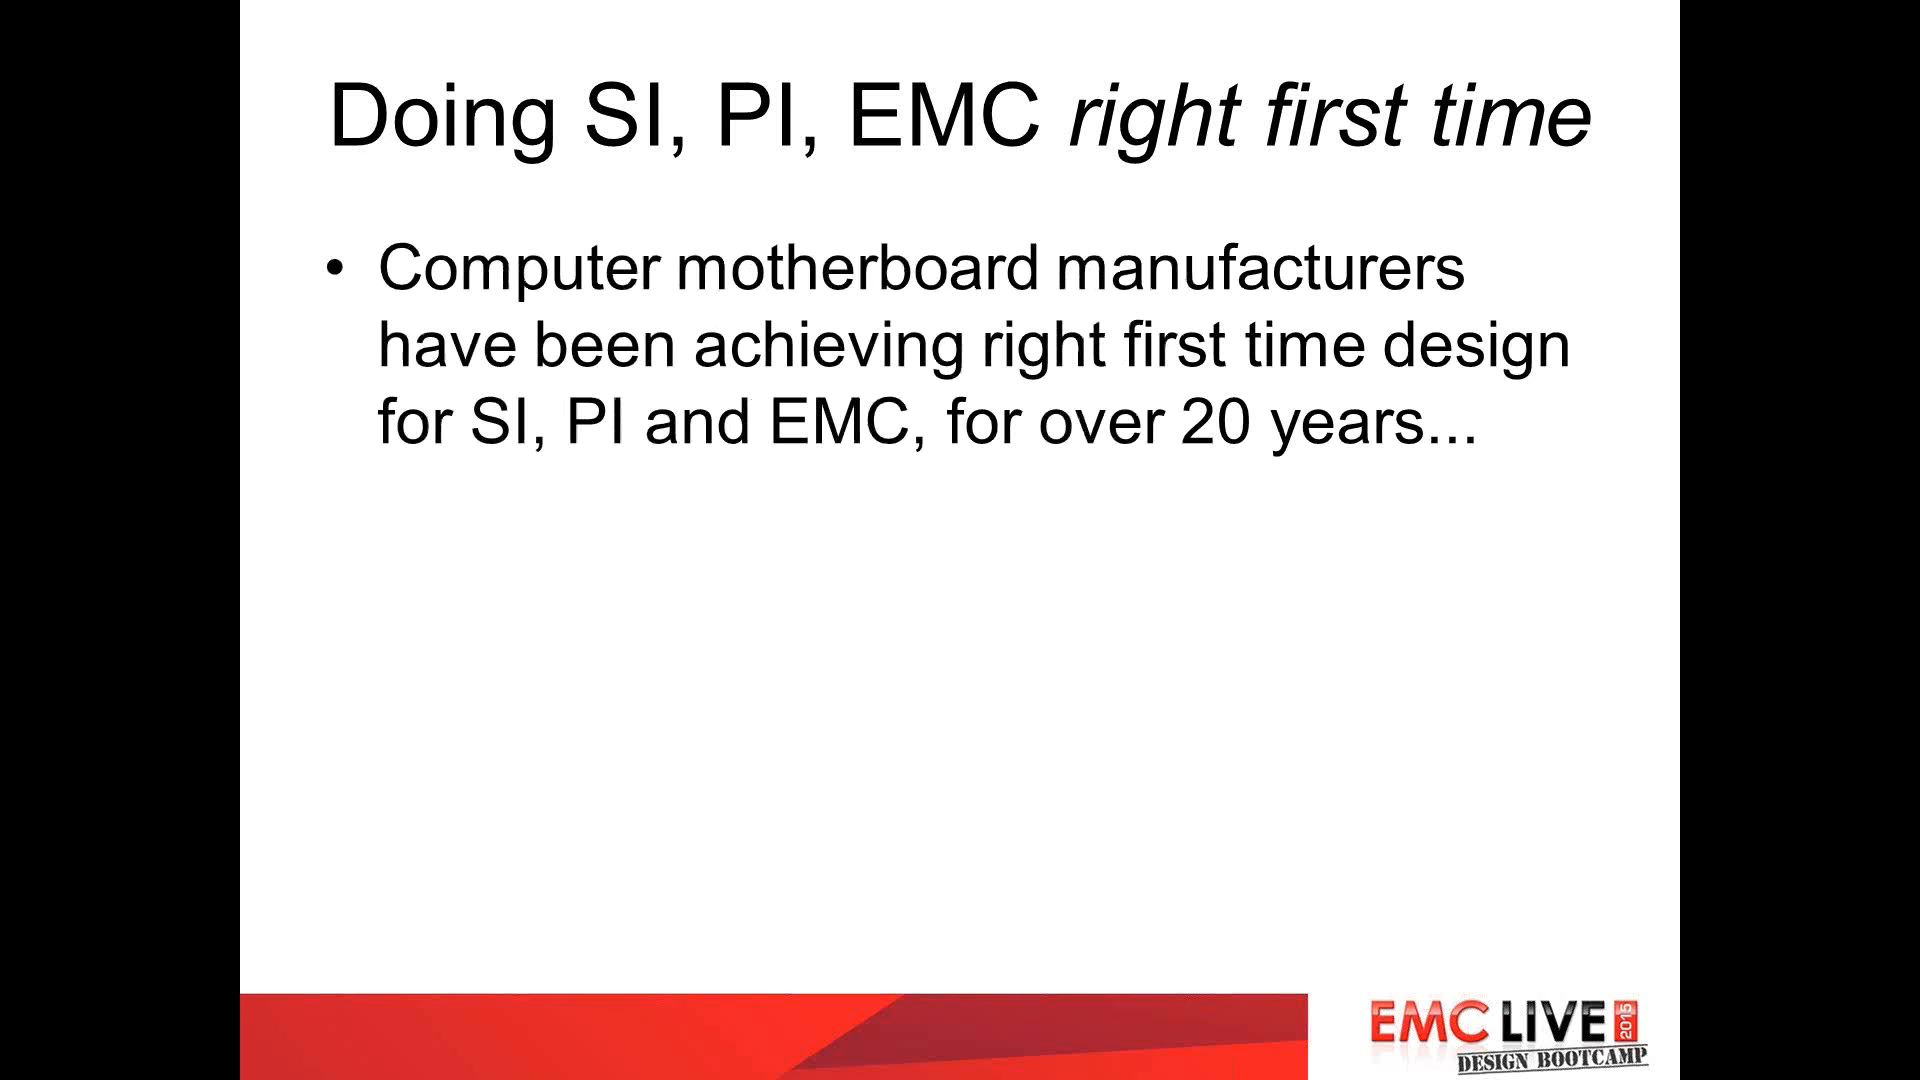 Doing SI, PI, EMC right first time
• Computer motherboard manufacturers
have been achieving right first time design
for SI, PI and EMC, for over 20 years...
EMC LIVE 2015
DESIGN BOOTCAMP